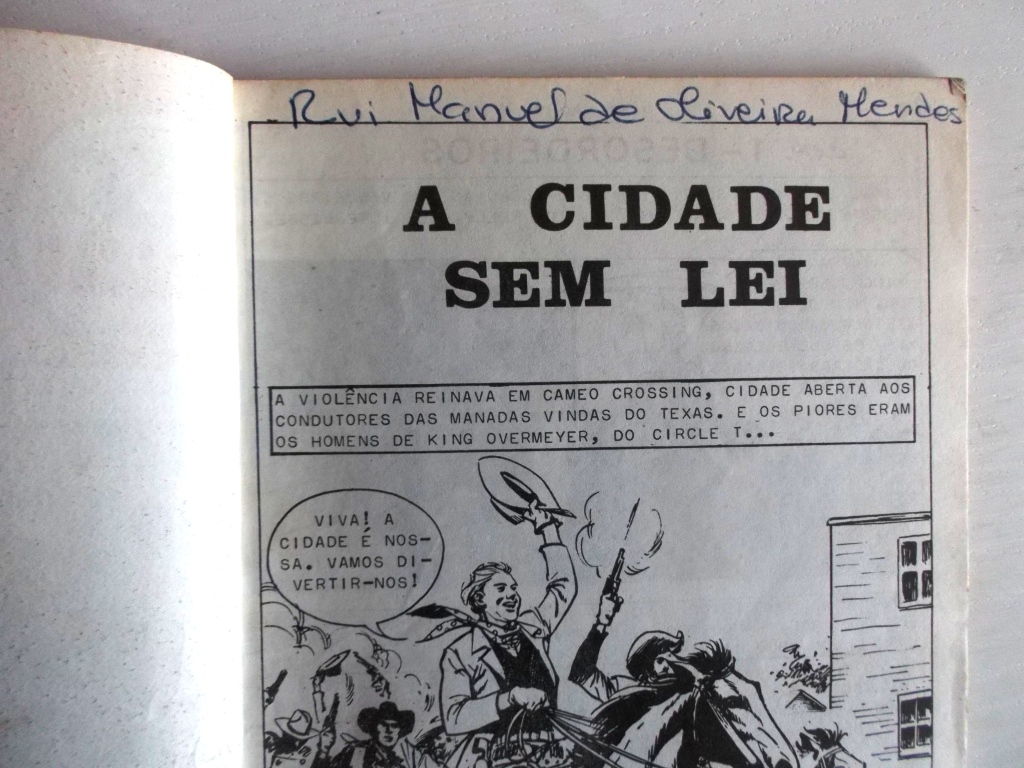 Rui Manuel de Oliveira Mendes
A CIDADE
SEM LEI
A VIOLÊNCIA REINAVA EM CAMEO CROSSING, CIDADE ABERTA AOS
CONDUTORES DAS MANADAS VINDAS DO TEXAS. E OS PIORES ERAM
OS HOMENS DE KING OVERMEYER, DO CIRCLE T...
VIVA! A
CIDADE É NOS-
SA. VAMOS DI-
VERTIR-NOS!